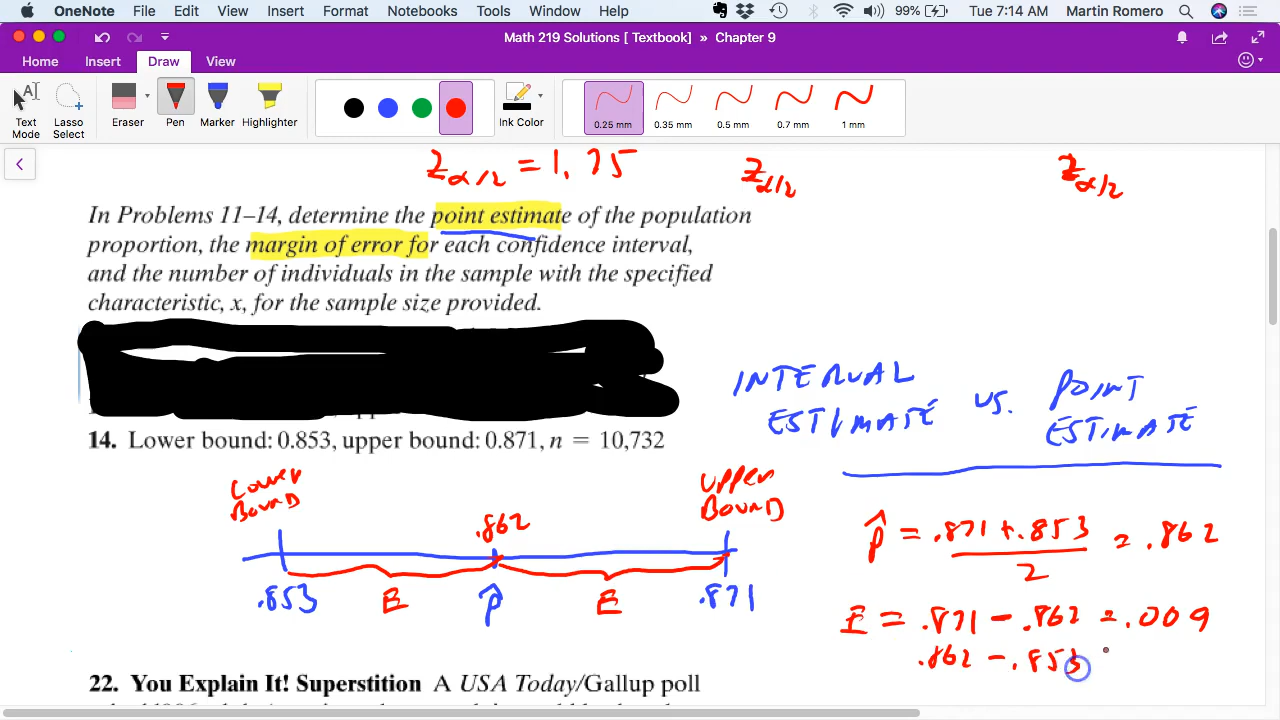 OneNote File Edit View Insert Format Notebooks Tools Window Help 99% Tue 7:14 AM Martin Romero
Math 219 Solutions [ Textbook] » Chapter 9
Home Insert Draw View
Text Mode
Lasso Select
Eraser
Pen
Marker
Highlighter
Ink Color
0.25 mm 0.35 mm 0.5 mm 0.7 mm 1 mm
Zα/2 = 1.75 Zα/2 Zα/2
In Problems 11–14, determine the point estimate of the population
proportion, the margin of error for each confidence interval,
and the number of individuals in the sample with the specified
characteristic, x, for the sample size provided.
INTERVAL ESTIMATE VS. POINT ESTIMATE
14. Lower bound: 0.853, upper bound: 0.871, n = 10,732
Lower Bound
.862
Upper Bound
.853 E p̂ E .871
p̂ = .871 + .853 / 2 = .862
E = .871 - .862 = .009
.862 - .853
22. You Explain It! Superstition A USA Today/Gallup poll